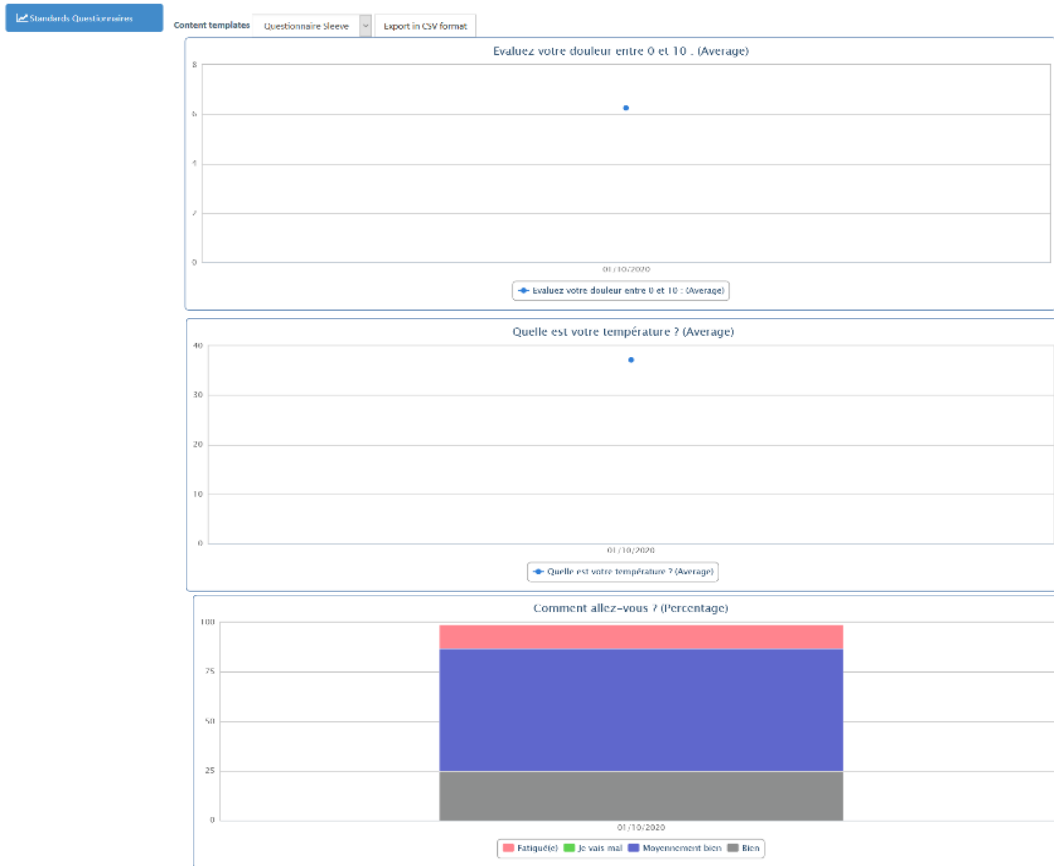 Standards Questionnaires
Content templates Questionnaire Sleeve Export in CSV format
Evaluez votre douleur entre 0 et 10 : (Average)
8
6
4
2
0
01/10/2020
Evaluez votre douleur entre 0 et 10 : (Average)
Quelle est votre température ? (Average)
40
30
20
10
0
01/10/2020
Quelle est votre température ? (Average)
Comment allez-vous ? (Percentage)
100
75
50
25
0
01/10/2020
Fatigué(e) Je vais mal Moyennement bien Bien